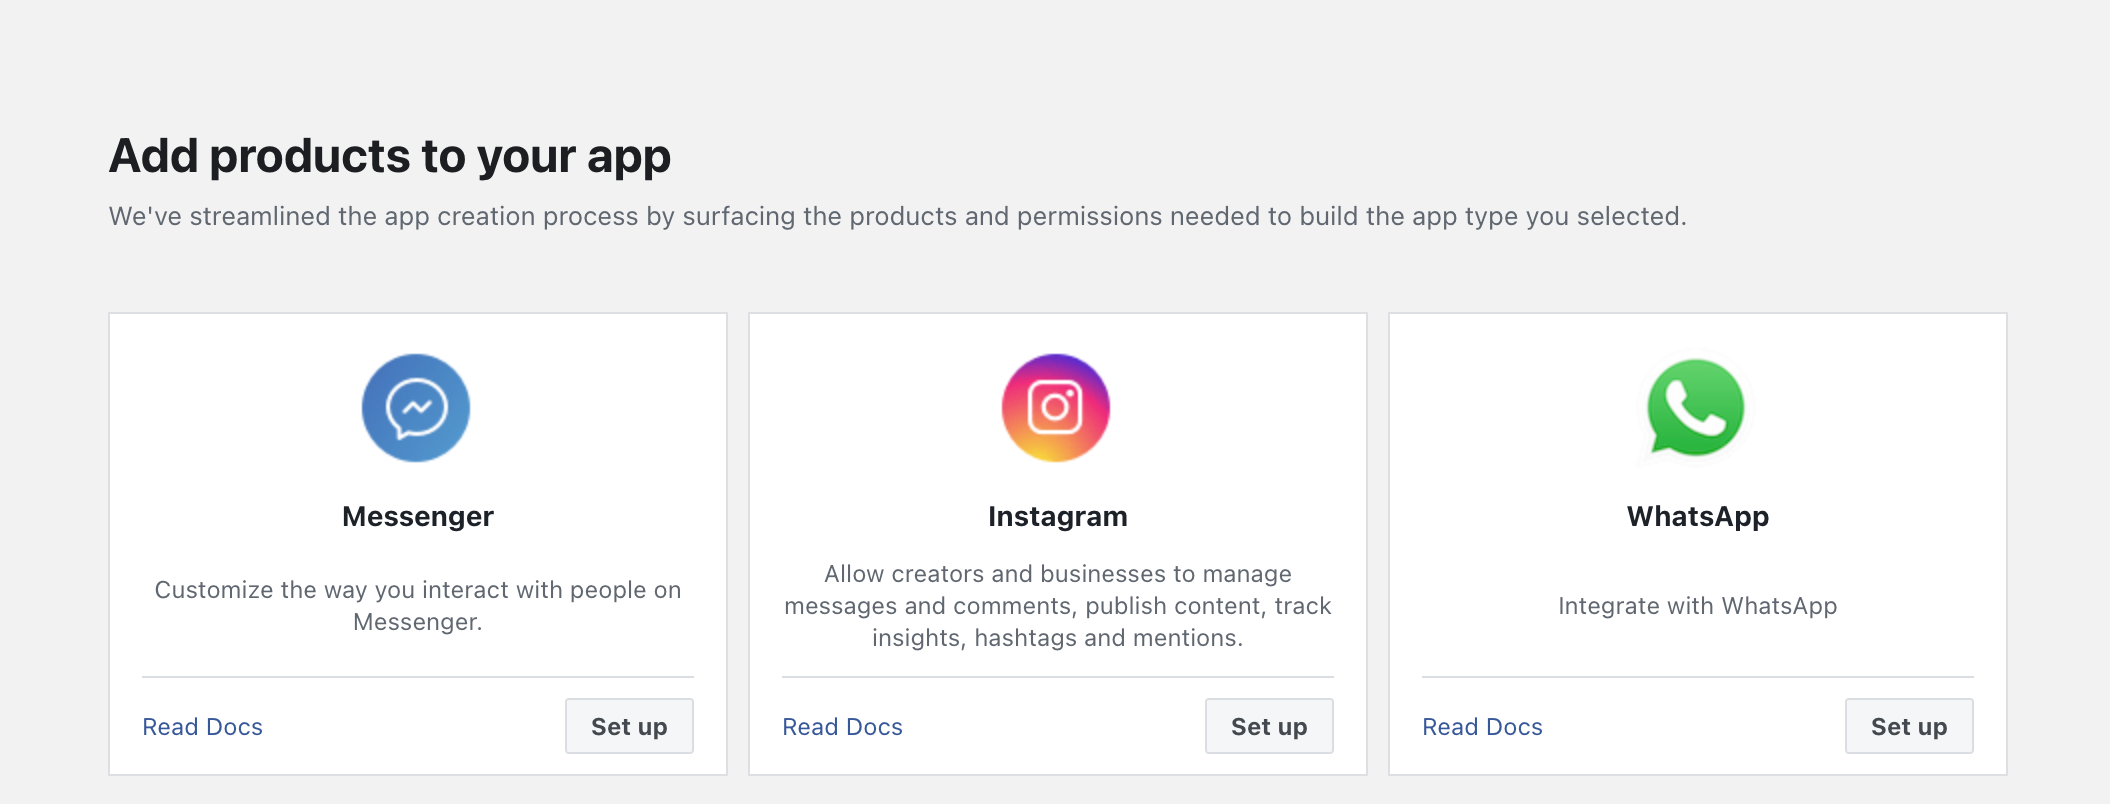 Add products to your app
We've streamlined the app creation process by surfacing the products and permissions needed to build the app type you selected.
Messenger
Customize the way you interact with people on
Messenger.
Read Docs
Set up
Instagram
Allow creators and businesses to manage
messages and comments, publish content, track
insights, hashtags and mentions.
Read Docs
Set up
WhatsApp
Integrate with WhatsApp
Read Docs
Set up